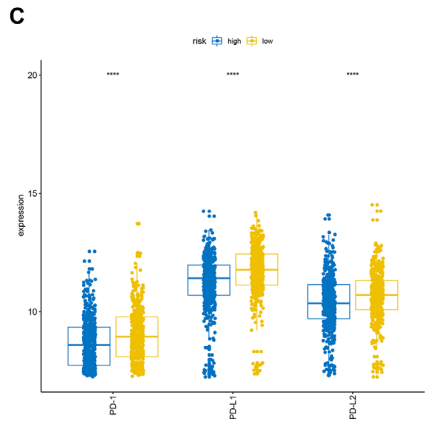 C
risk high low
20
15
10
expression
**** **** ****
PD-1 PD-L1 PD-L2